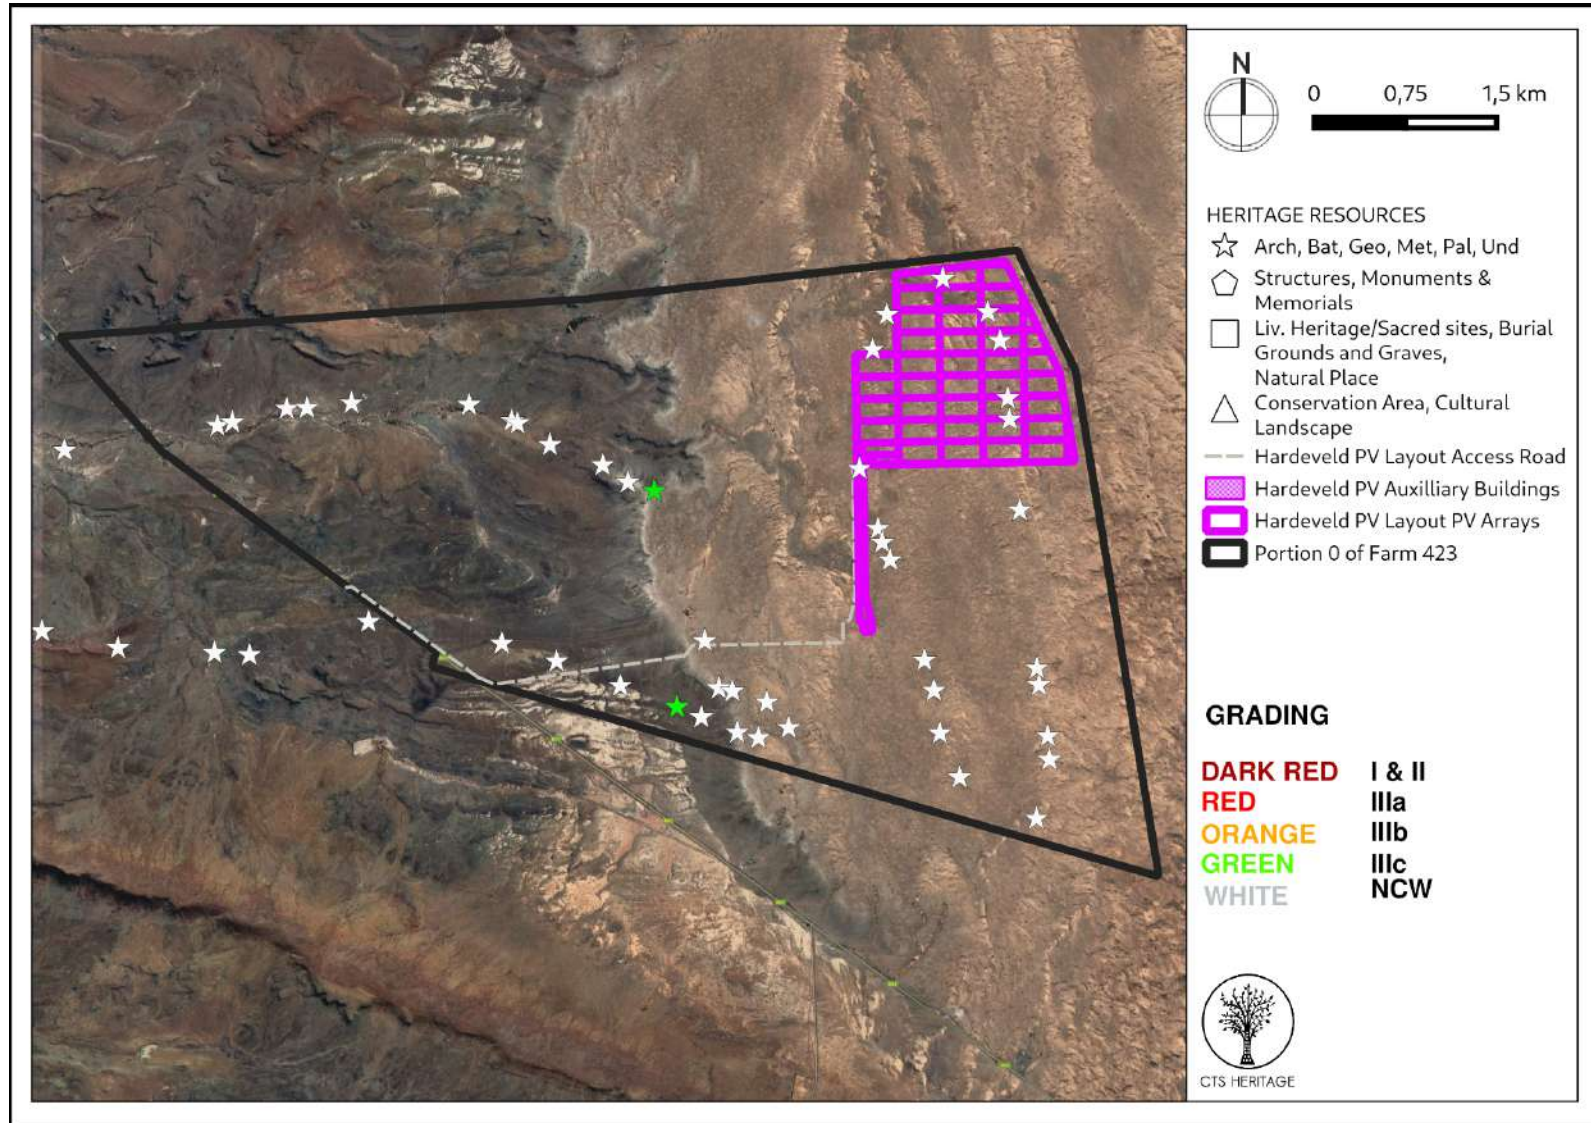 N
0 0,75 1,5 km
HERITAGE RESOURCES
Arch, Bat, Geo, Met, Pal, Und
Structures, Monuments &
Memorials
Liv. Heritage/Sacred sites, Burial
Grounds and Graves,
Natural Place
Conservation Area, Cultural
Landscape
Hardeveld PV Layout Access Road
Hardeveld PV Auxilliary Buildings
Hardeveld PV Layout PV Arrays
Portion 0 of Farm 423
GRADING
DARK RED I & II
RED IIIa
ORANGE IIIb
GREEN IIIc
WHITE NCW
CTS HERITAGE